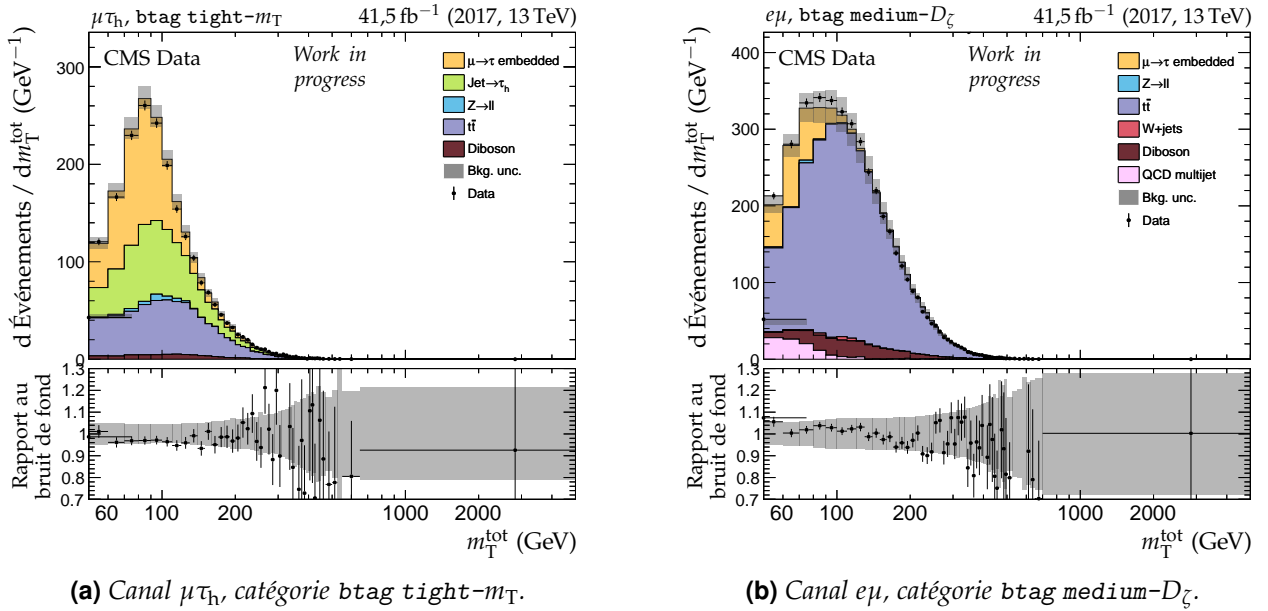 μτh, btag tight-mT 41,5 fb−1 (2017, 13 TeV)
CMS Data
Work in
progress
μ→τ embedded
Jet→τh
Z→ll
tt̄
Diboson
Bkg. unc.
Data
d Événements / dmTtot (GeV−1)
300
200
100
0
Rapport au
bruit de fond
1.3
1.2
1.1
1
0.9
0.8
0.7
60 100 200 1000 2000
mTtot (GeV)
(a) Canal μτh, catégorie btag tight-mT.
eμ, btag medium-Dζ 41,5 fb−1 (2017, 13 TeV)
CMS Data
Work in
progress
μ→τ embedded
Z→ll
tt̄
W+jets
Diboson
QCD multijet
Bkg. unc.
Data
d Événements / dmTtot (GeV−1)
400
300
200
100
0
Rapport au
bruit de fond
1.3
1.2
1.1
1
0.9
0.8
0.7
60 100 200 1000 2000
mTtot (GeV)
(b) Canal eμ, catégorie btag medium-Dζ.